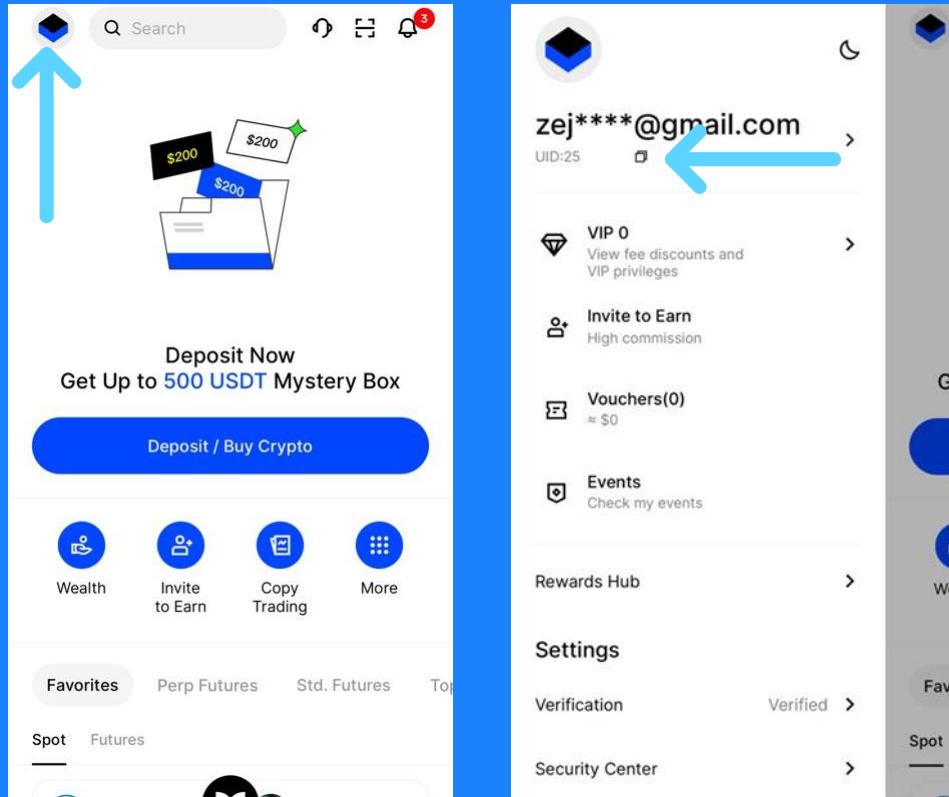 3
Search
$200
$200
$200
Deposit Now
Get Up to 500 USDT Mystery Box
Deposit / Buy Crypto
Wealth
Invite
to Earn
Copy
Trading
More
Favorites
Perp Futures
Std. Futures
Top
Spot
Futures
zej****@gmail.com
UID:25
VIP 0
View fee discounts and
VIP privileges
Invite to Earn
High commission
Vouchers(0)
≈ $0
Events
Check my events
Rewards Hub
Settings
Verification
Verified
Security Center
G
We
Fav
Spot